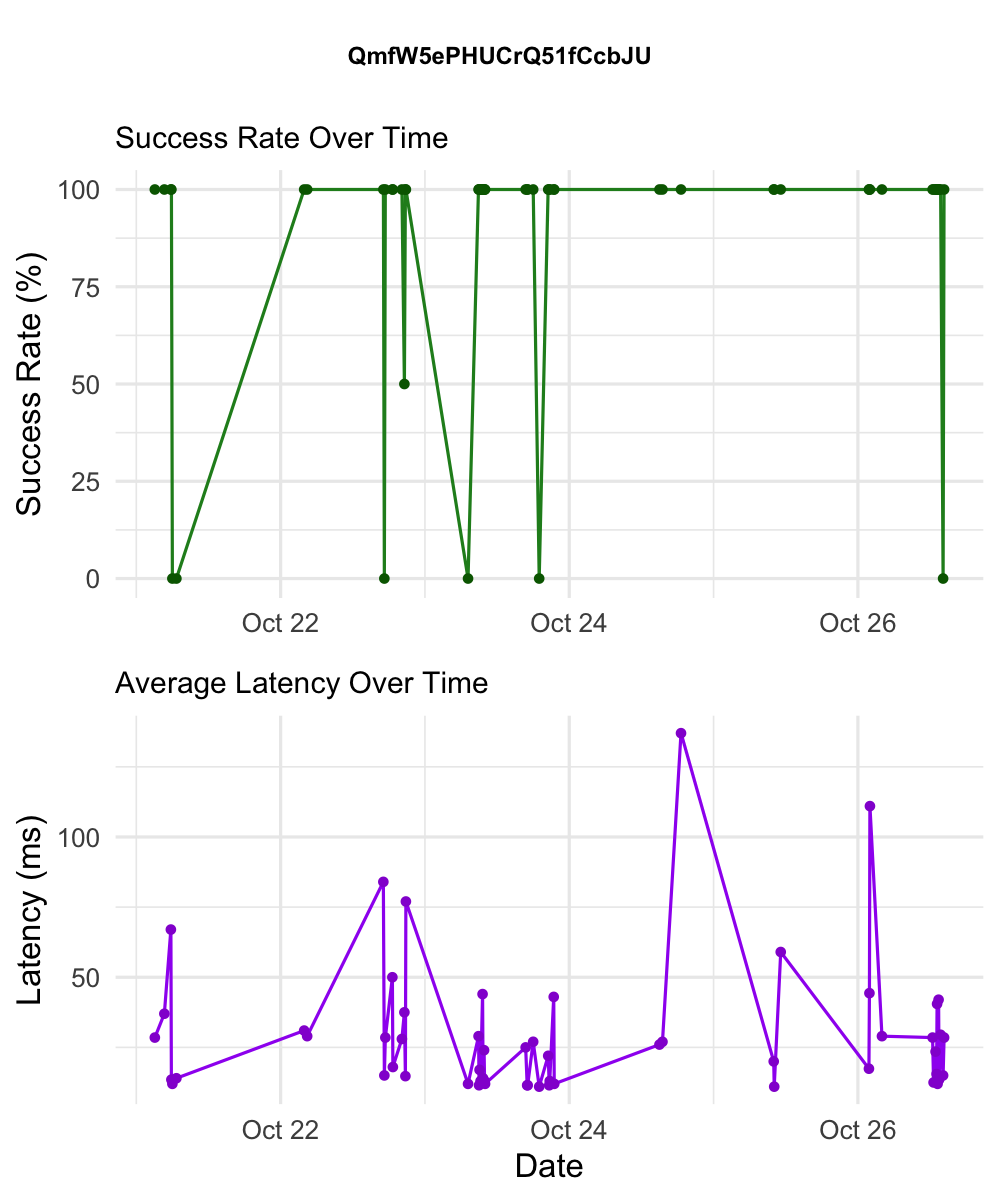 QmfW5ePHUCrQ51fCcbJU
Success Rate Over Time
Success Rate (%)
100
75
50
25
0
Oct 22
Oct 24
Oct 26
Average Latency Over Time
Latency (ms)
100
50
Oct 22
Oct 24
Oct 26
Date